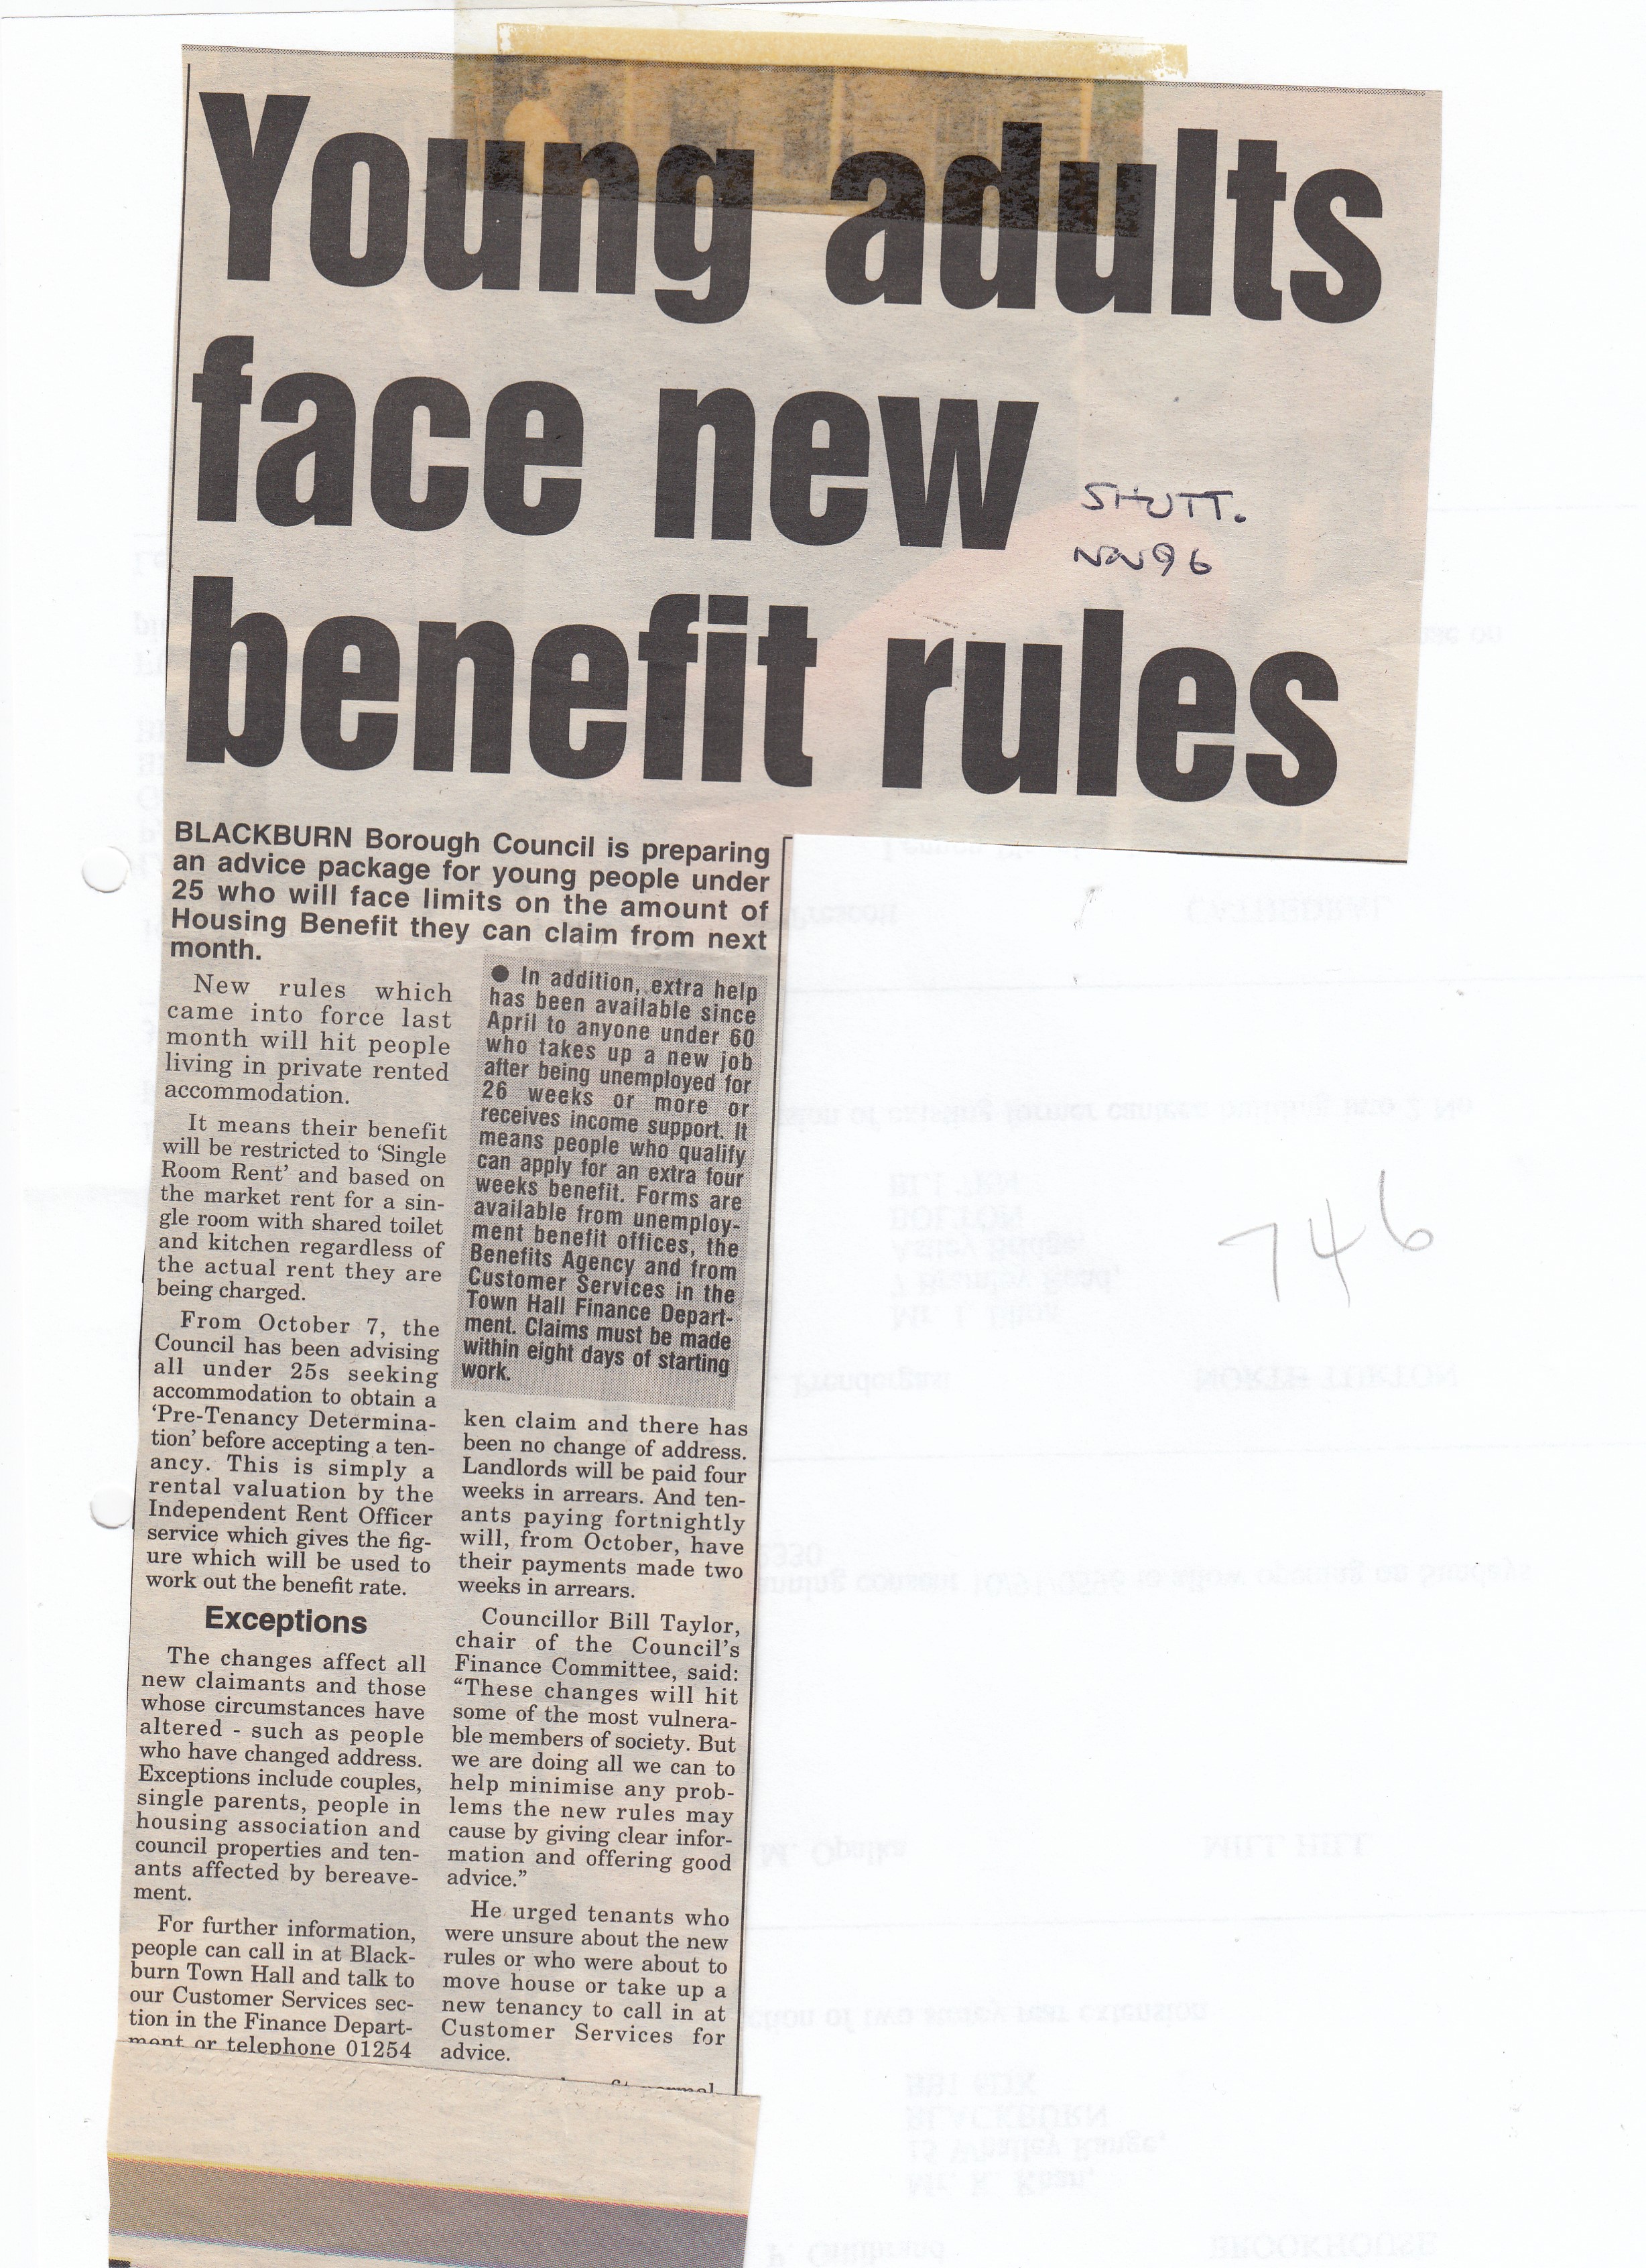 Young adults
face new
benefit rules
SHUTT.
NOV 96
BLACKBURN Borough Council is preparing
an advice package for young people under
25 who will face limits on the amount of
Housing Benefit they can claim from next
month.
New rules which
came into force last
month will hit people
living in private rented
accommodation.
It means their benefit
will be restricted to ‘Single
Room Rent’ and based on
the market rent for a sin-
gle room with shared toilet
and kitchen regardless of
the actual rent they are
being charged.
From October 7, the
Council has been advising
all under 25s seeking
accommodation to obtain a
‘Pre-Tenancy Determina-
tion’ before accepting a ten-
ancy. This is simply a
rental valuation by the
Independent Rent Officer
service which gives the fig-
ure which will be used to
work out the benefit rate.
Exceptions
The changes affect all
new claimants and those
whose circumstances have
altered - such as people
who have changed address.
Exceptions include couples,
single parents, people in
housing association and
council properties and ten-
ants affected by bereave-
ment.
For further information,
people can call in at Black-
burn Town Hall and talk to
our Customer Services sec-
tion in the Finance Depart-
ment or telephone 01254
● In addition, extra help
has been available since
April to anyone under 60
who takes up a new job
after being unemployed for
26 weeks or more or
receives income support. It
means people who qualify
can apply for an extra four
weeks benefit. Forms are
available from unemploy-
ment benefit offices, the
Benefits Agency and from
Customer Services in the
Town Hall Finance Depart-
ment. Claims must be made
within eight days of starting
work.
ken claim and there has
been no change of address.
Landlords will be paid four
weeks in arrears. And ten-
ants paying fortnightly
will, from October, have
their payments made two
weeks in arrears.
Councillor Bill Taylor,
chair of the Council’s
Finance Committee, said:
“These changes will hit
some of the most vulnera-
ble members of society. But
we are doing all we can to
help minimise any prob-
lems the new rules may
cause by giving clear infor-
mation and offering good
advice.”
He urged tenants who
were unsure about the new
rules or who were about to
move house or take up a
new tenancy to call in at
Customer Services for
advice.
746